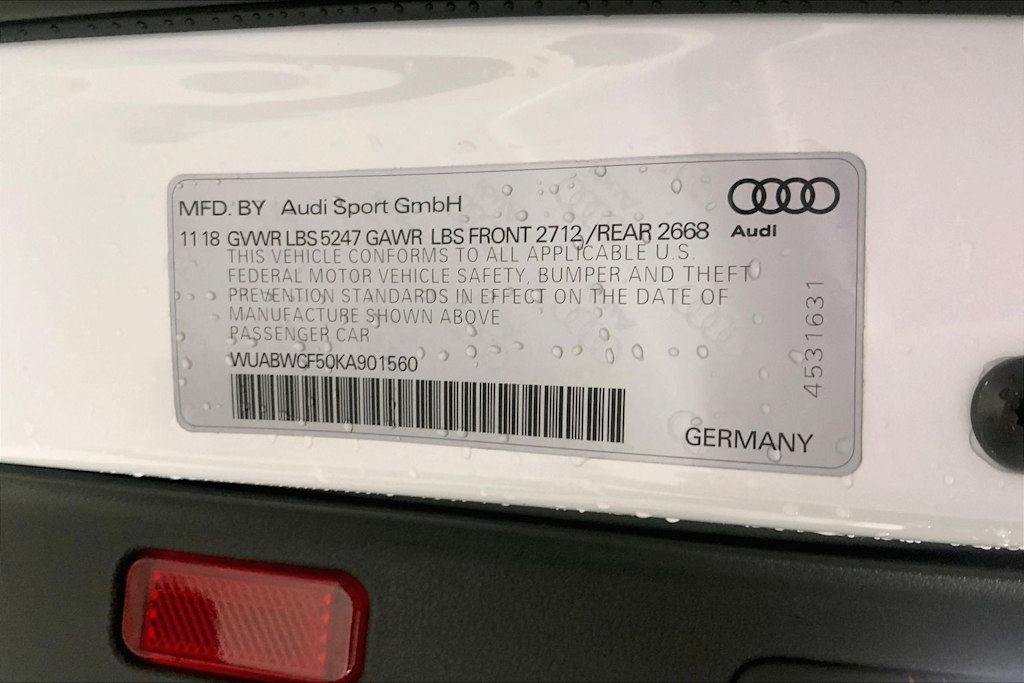 MFD. BY Audi Sport GmbH
Audi
11 18 GVWR LBS 5247 GAWR LBS FRONT 2712 /REAR 2668
THIS VEHICLE CONFORMS TO ALL APPLICABLE U.S.
FEDERAL MOTOR VEHICLE SAFETY, BUMPER AND THEFT
PREVENTION STANDARDS IN EFFECT ON THE DATE OF
MANUFACTURE SHOWN ABOVE
PASSENGER CAR
WUABWCF50KA901560
4531631
GERMANY